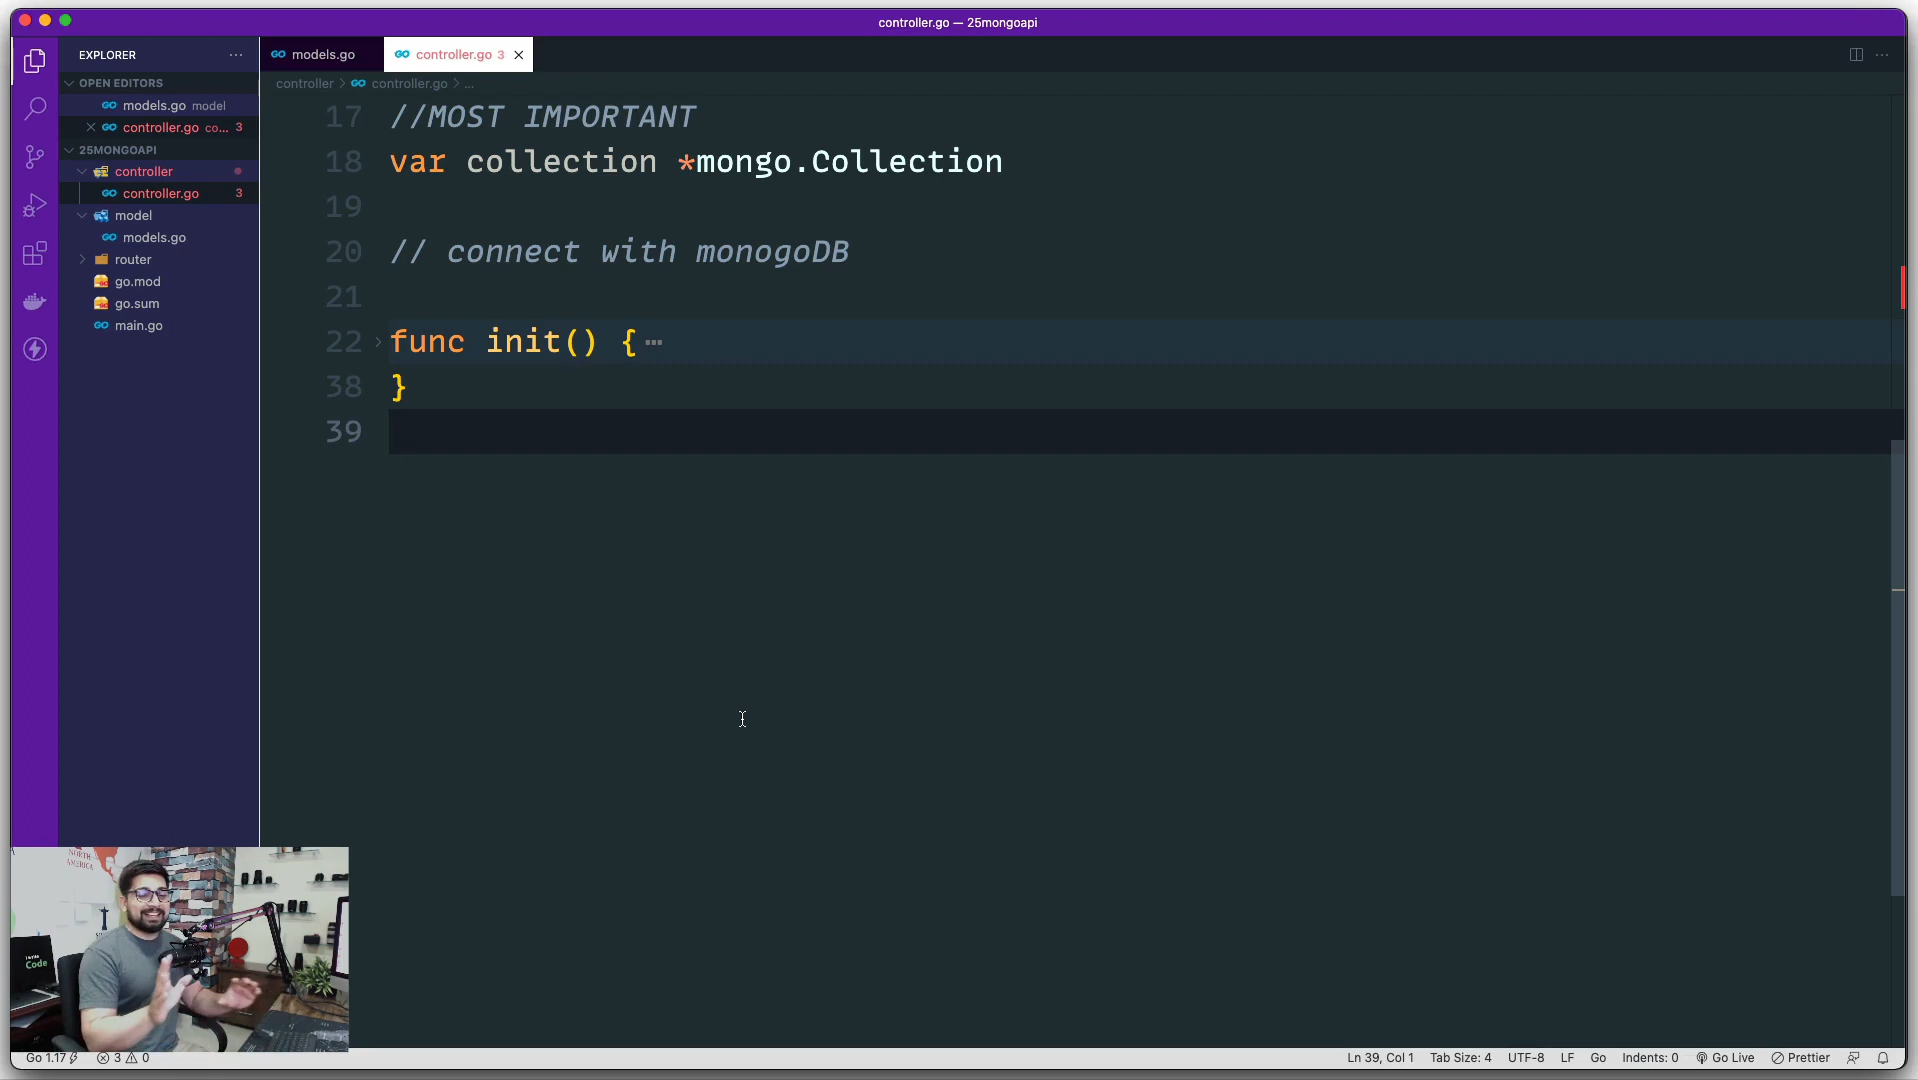 controller.go — 25mongoapi
EXPLORER
models.go
controller.go 3
OPEN EDITORS
controller
controller.go
...
models.go model
controller.go co... 3
25MONGOAPI
controller
controller.go 3
model
models.go
router
go.mod
go.sum
main.go
17 //MOST IMPORTANT
18 var collection *mongo.Collection
19
20 // connect with monogoDB
21
22 func init() {
38 }
39
NORTH
AMERICA
Code
Go 1.17
3 0
Ln 39, Col 1
Tab Size: 4
UTF-8
LF
Go
Indents: 0
Go Live
Prettier